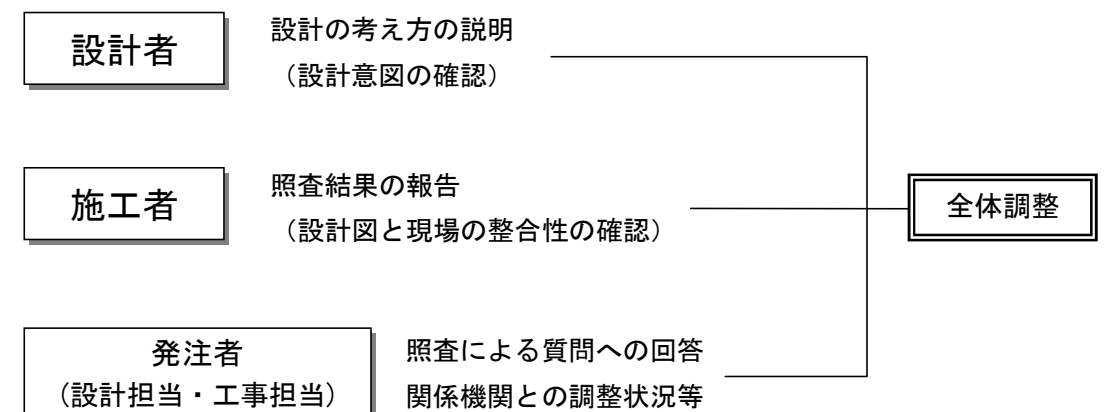 設計者
設計の考え方の説明
（設計意図の確認）
施工者
照査結果の報告
（設計図と現場の整合性の確認）
全体調整
発注者
（設計担当・工事担当）
照査による質問への回答
関係機関との調整状況等